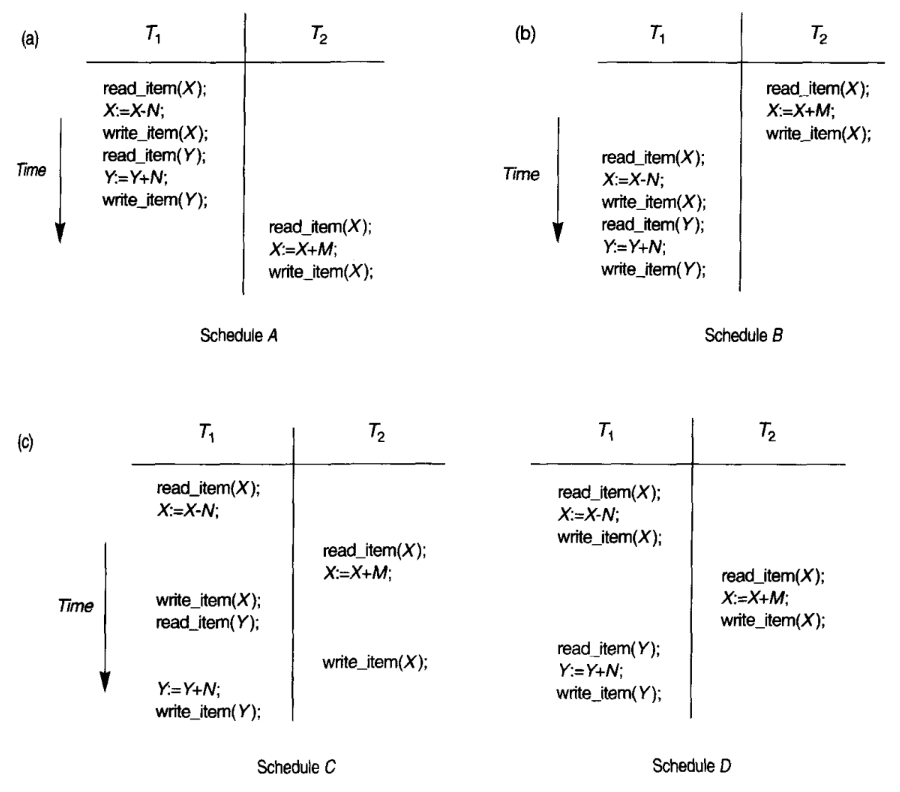 (a) T₁ T₂
read_item(X);
X:=X-N;
write_item(X);
read_item(Y);
Time
Y:=Y+N;
write_item(Y);
read_item(X);
X:=X+M;
write_item(X);
Schedule A
(b) T₁ T₂
read_item(X);
X:=X+M;
write_item(X);
read_item(X);
Time
X:=X-N;
write_item(X);
read_item(Y);
Y:=Y+N;
write_item(Y);
Schedule B
(c) T₁ T₂
read_item(X);
X:=X-N;
read_item(X);
X:=X+M;
Time
write_item(X);
read_item(Y);
write_item(X);
Y:=Y+N;
write_item(Y);
Schedule C
T₁ T₂
read_item(X);
X:=X-N;
write_item(X);
read_item(X);
X:=X+M;
write_item(X);
read_item(Y);
Y:=Y+N;
write_item(Y);
Schedule D